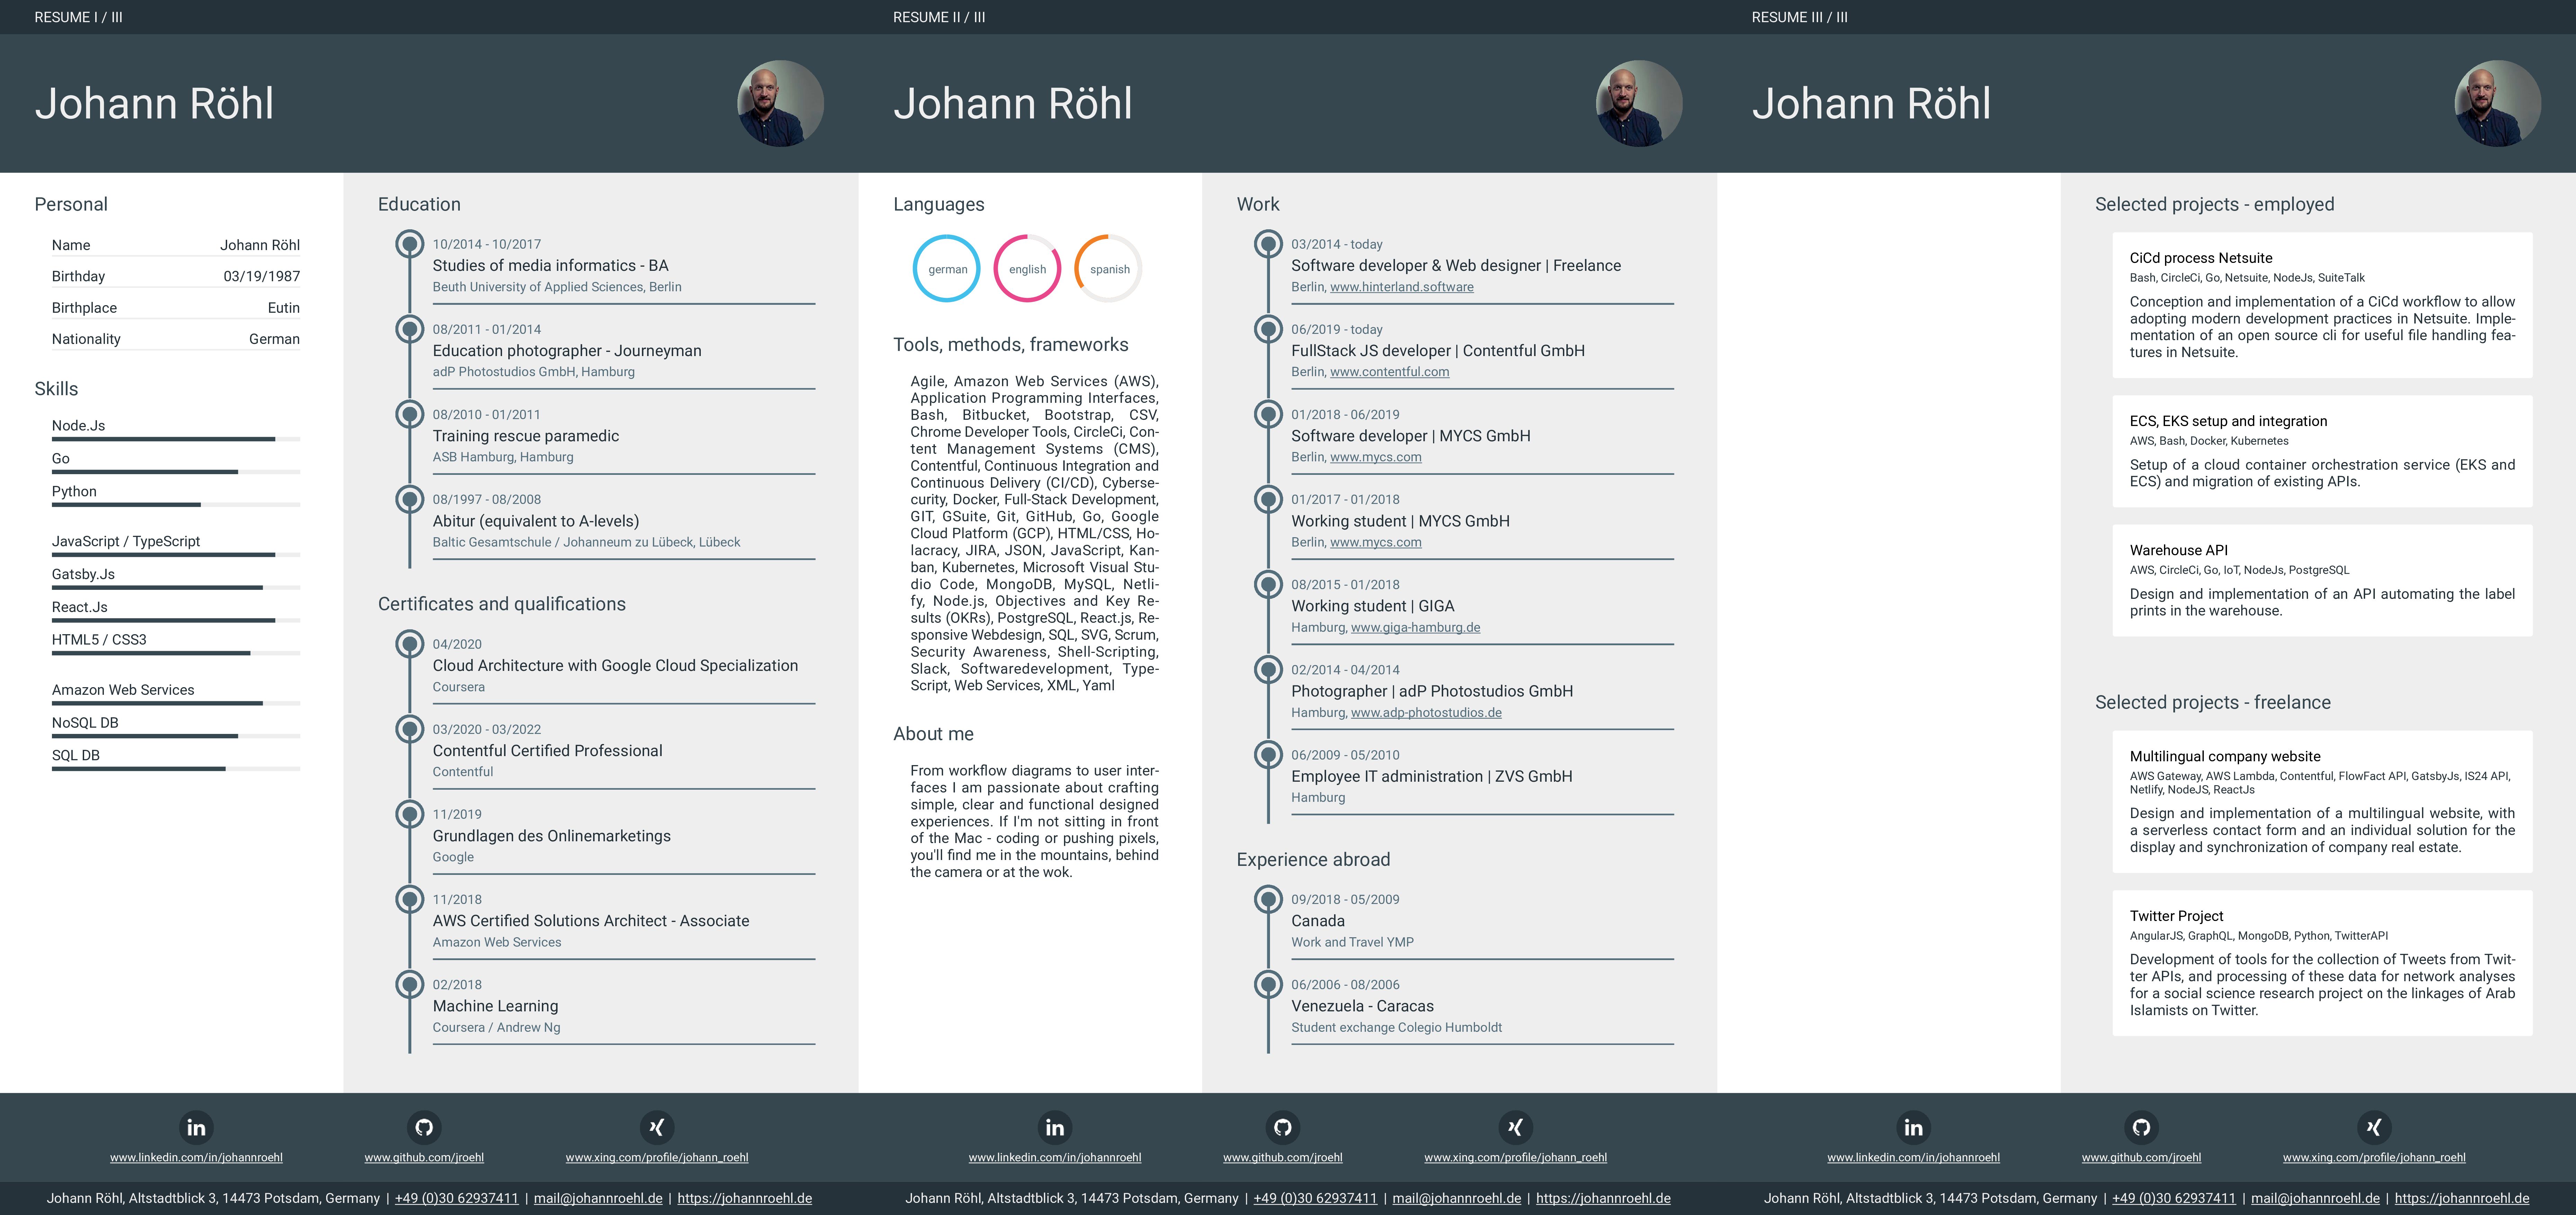 RESUME I / III
Johann Röhl
Personal
Name Johann Röhl
Birthday 03/19/1987
Birthplace Eutin
Nationality German
Skills
Node.Js
Go
Python
JavaScript / TypeScript
Gatsby.Js
React.Js
HTML5 / CSS3
Amazon Web Services
NoSQL DB
SQL DB
Education
10/2014 - 10/2017
Studies of media informatics - BA
Beuth University of Applied Sciences, Berlin
08/2011 - 01/2014
Education photographer - Journeyman
adP Photostudios GmbH, Hamburg
08/2010 - 01/2011
Training rescue paramedic
ASB Hamburg, Hamburg
08/1997 - 08/2008
Abitur (equivalent to A-levels)
Baltic Gesamtschule / Johanneum zu Lübeck, Lübeck
Certificates and qualifications
04/2020
Cloud Architecture with Google Cloud Specialization
Coursera
03/2020 - 03/2022
Contentful Certified Professional
Contentful
11/2019
Grundlagen des Onlinemarketings
Google
11/2018
AWS Certified Solutions Architect - Associate
Amazon Web Services
02/2018
Machine Learning
Coursera / Andrew Ng
in
www.linkedin.com/in/johannroehl
www.github.com/jroehl
www.xing.com/profile/johann_roehl
Johann Röhl, Altstadtblick 3, 14473 Potsdam, Germany | +49 (0)30 62937411 | mail@johannroehl.de | https://johannroehl.de
RESUME II / III
Johann Röhl
Languages
german english spanish
Tools, methods, frameworks
Agile, Amazon Web Services (AWS),
Application Programming Interfaces,
Bash, Bitbucket, Bootstrap, CSV,
Chrome Developer Tools, CircleCi, Con-
tent Management Systems (CMS),
Contentful, Continuous Integration and
Continuous Delivery (CI/CD), Cyberse-
curity, Docker, Full-Stack Development,
GIT, GSuite, Git, GitHub, Go, Google
Cloud Platform (GCP), HTML/CSS, Ho-
lacracy, JIRA, JSON, JavaScript, Kan-
ban, Kubernetes, Microsoft Visual Stu-
dio Code, MongoDB, MySQL, Netli-
fy, Node.js, Objectives and Key Re-
sults (OKRs), PostgreSQL, React.js, Re-
sponsive Webdesign, SQL, SVG, Scrum,
Security Awareness, Shell-Scripting,
Slack, Softwaredevelopment, Type-
Script, Web Services, XML, Yaml
About me
From workflow diagrams to user inter-
faces I am passionate about crafting
simple, clear and functional designed
experiences. If I'm not sitting in front
of the Mac - coding or pushing pixels,
you'll find me in the mountains, behind
the camera or at the wok.
Work
03/2014 - today
Software developer & Web designer | Freelance
Berlin, www.hinterland.software
06/2019 - today
FullStack JS developer | Contentful GmbH
Berlin, www.contentful.com
01/2018 - 06/2019
Software developer | MYCS GmbH
Berlin, www.mycs.com
01/2017 - 01/2018
Working student | MYCS GmbH
Berlin, www.mycs.com
08/2015 - 01/2018
Working student | GIGA
Hamburg, www.giga-hamburg.de
02/2014 - 04/2014
Photographer | adP Photostudios GmbH
Hamburg, www.adp-photostudios.de
06/2009 - 05/2010
Employee IT administration | ZVS GmbH
Hamburg
Experience abroad
09/2018 - 05/2009
Canada
Work and Travel YMP
06/2006 - 08/2006
Venezuela - Caracas
Student exchange Colegio Humboldt
in
www.linkedin.com/in/johannroehl
www.github.com/jroehl
www.xing.com/profile/johann_roehl
Johann Röhl, Altstadtblick 3, 14473 Potsdam, Germany | +49 (0)30 62937411 | mail@johannroehl.de | https://johannroehl.de
RESUME III / III
Johann Röhl
Selected projects - employed
CiCd process Netsuite
Bash, CircleCi, Go, Netsuite, NodeJs, SuiteTalk
Conception and implementation of a CiCd workflow to allow
adopting modern development practices in Netsuite. Imple-
mentation of an open source cli for useful file handling fea-
tures in Netsuite.
ECS, EKS setup and integration
AWS, Bash, Docker, Kubernetes
Setup of a cloud container orchestration service (EKS and
ECS) and migration of existing APIs.
Warehouse API
AWS, CircleCi, Go, IoT, NodeJs, PostgreSQL
Design and implementation of an API automating the label
prints in the warehouse.
Selected projects - freelance
Multilingual company website
AWS Gateway, AWS Lambda, Contentful, FlowFact API, GatsbyJs, IS24 API,
Netlify, NodeJS, ReactJs
Design and implementation of a multilingual website, with
a serverless contact form and an individual solution for the
display and synchronization of company real estate.
Twitter Project
AngularJS, GraphQL, MongoDB, Python, TwitterAPI
Development of tools for the collection of Tweets from Twit-
ter APIs, and processing of these data for network analyses
for a social science research project on the linkages of Arab
Islamists on Twitter.
in
www.linkedin.com/in/johannroehl
www.github.com/jroehl
www.xing.com/profile/johann_roehl
Johann Röhl, Altstadtblick 3, 14473 Potsdam, Germany | +49 (0)30 62937411 | mail@johannroehl.de | https://johannroehl.de